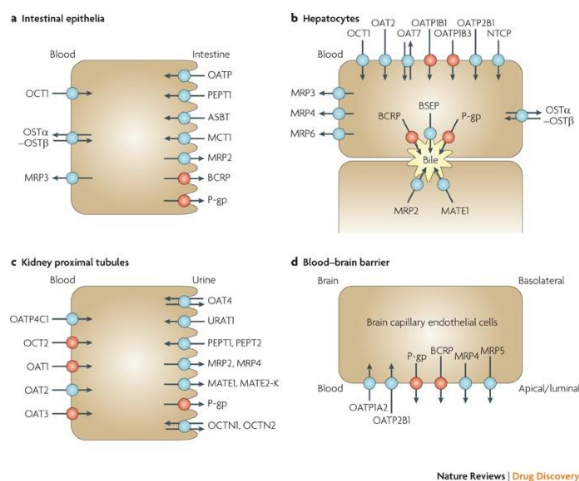 a Intestinal epithelia
Blood
Intestine
OCT1
OSTα
–OSTβ
MRP3
OATP
PEPT1
ASBT
MCT1
MRP2
BCRP
P-gp
b Hepatocytes
OCT1
OAT2
OAT7
OATP1B1
OATP1B3
OATP2B1
NTCP
Blood
MRP3
MRP4
MRP6
BCRP
BSEP
P-gp
OSTα
–OSTβ
Bile
MRP2
MATE1
c Kidney proximal tubules
Blood
Urine
OATP4C1
OCT2
OAT1
OAT2
OAT3
OAT4
URAT1
PEPT1, PEPT2
MRP2, MRP4
MATE1, MATE2-K
P-gp
OCTN1, OCTN2
d Blood–brain barrier
Brain
Basolateral
Brain capillary endothelial cells
P-gp
BCRP
MRP4
MRP5
Blood
Apical/luminal
OATP1A2
OATP2B1
Nature Reviews | Drug Discovery